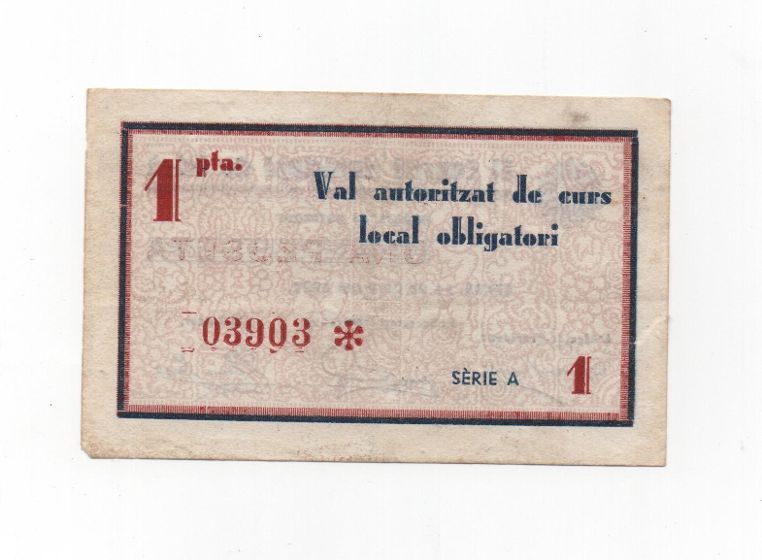 1 pta.
Val autoritzat de curs
local obligatori
03903 *
SÈRIE A 1